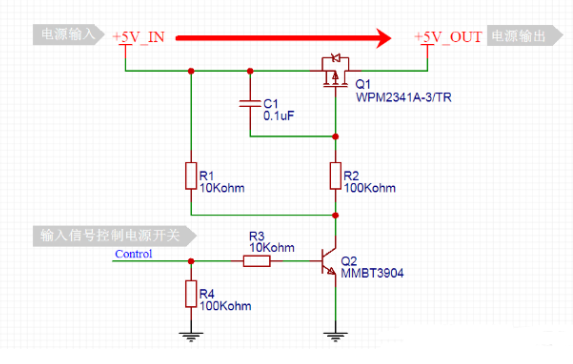 电源输入 +5V_IN +5V_OUT 电源输出
Q1
WPM2341A-3/TR
C1
0.1uF
R1
10Kohm
R2
100Kohm
输入信号控制电源开关
Control
R3
10Kohm
Q2
MMBT3904
R4
100Kohm